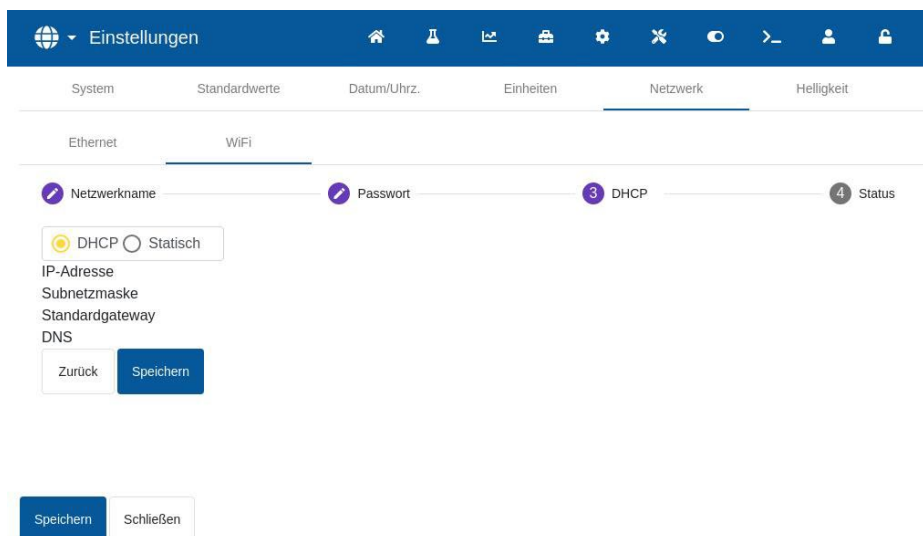 Einstellungen
System Standardwerte Datum/Uhrz. Einheiten Netzwerk Helligkeit
Ethernet WiFi
Netzwerkname Passwort 3 DHCP 4 Status
DHCP Statisch
IP-Adresse
Subnetzmaske
Standardgateway
DNS
Zurück Speichern
Speichern Schließen